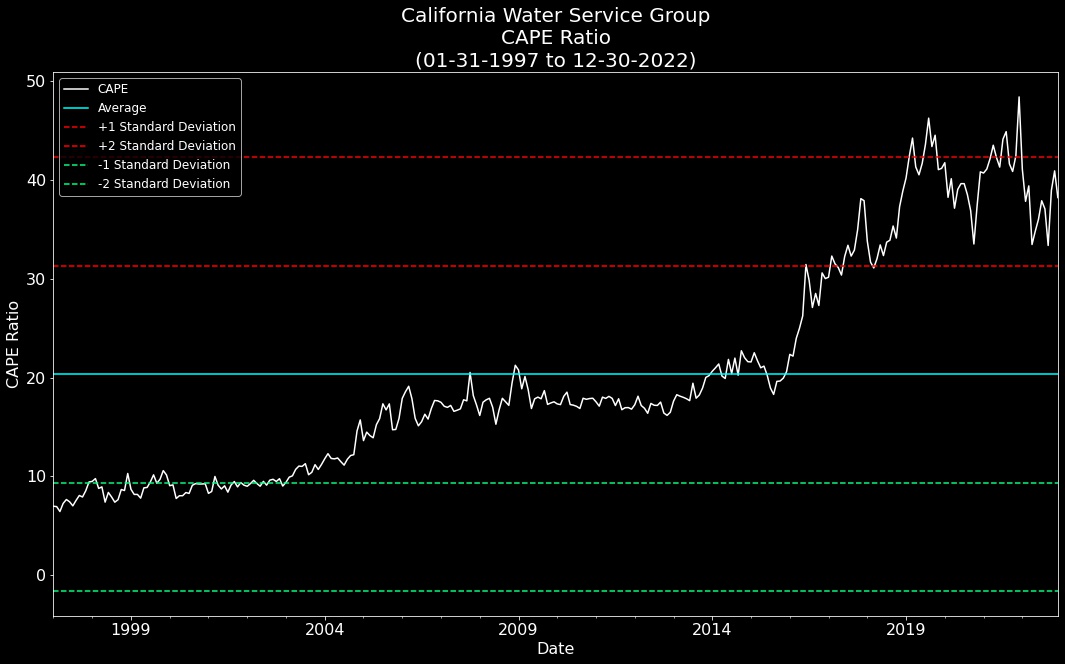 California Water Service Group
CAPE Ratio
(01-31-1997 to 12-30-2022)
CAPE
Average
+1 Standard Deviation
+2 Standard Deviation
-1 Standard Deviation
-2 Standard Deviation
CAPE Ratio
50
40
30
20
10
0
1999
2004
2009
2014
2019
Date